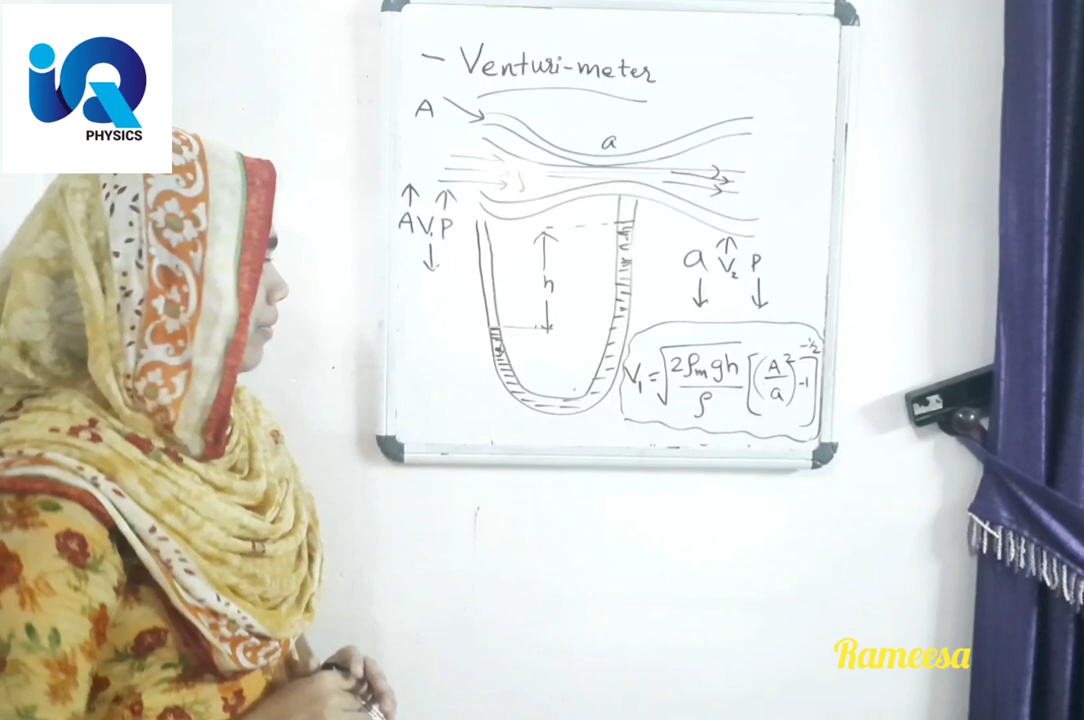 iQ
PHYSICS
- Venturi-meter
A
a
A V₁ P
h
a V₂ P
V₁ = √(2ρₘgh/ρ) [(A/a)² - 1]^(-1/2)
Rameesa